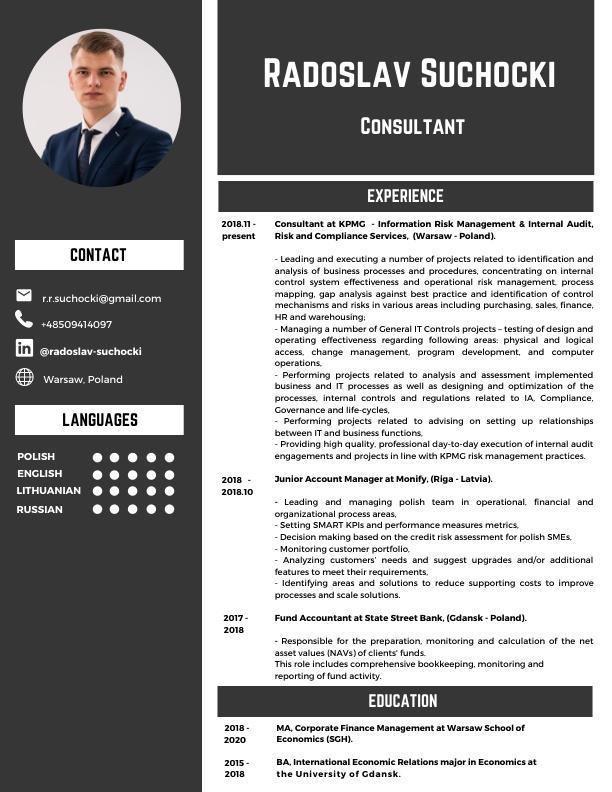 RADOSLAV SUCHOCKI
CONSULTANT
CONTACT
r.r.suchocki@gmail.com
+48509414097
in @radoslav-suchocki
Warsaw, Poland
LANGUAGES
POLISH
ENGLISH
LITHUANIAN
RUSSIAN
EXPERIENCE
2018.11 - present
Consultant at KPMG - Information Risk Management & Internal Audit,
Risk and Compliance Services, (Warsaw - Poland).
- Leading and executing a number of projects related to identification and
analysis of business processes and procedures, concentrating on internal
control system effectiveness and operational risk management, process
mapping, gap analysis against best practice and identification of control
mechanisms and risks in various areas including purchasing, sales, finance,
HR and warehousing;
- Managing a number of General IT Controls projects – testing of design and
operating effectiveness regarding following areas: physical and logical
access, change management, program development, and computer
operations,
- Performing projects related to analysis and assessment implemented
business and IT processes as well as designing and optimization of the
processes, internal controls and regulations related to IA, Compliance,
Governance and life-cycles,
- Performing projects related to advising on setting up relationships
between IT and business functions,
- Providing high quality, professional day-to-day execution of internal audit
engagements and projects in line with KPMG risk management practices.
2018 - 2018.10
Junior Account Manager at Monify, (Riga - Latvia).
- Leading and managing polish team in operational, financial and
organizational process areas,
- Setting SMART KPIs and performance measures metrics,
- Decision making based on the credit risk assessment for polish SMEs,
- Monitoring customer portfolio,
- Analyzing customers' needs and suggest upgrades and/or additional
features to meet their requirements,
- Identifying areas and solutions to reduce supporting costs to improve
processes and scale solutions.
2017 - 2018
Fund Accountant at State Street Bank, (Gdansk - Poland).
- Responsible for the preparation, monitoring and calculation of the net
asset values (NAVs) of clients' funds.
This role includes comprehensive bookkeeping, monitoring and
reporting of fund activity.
EDUCATION
2018 - 2020
MA, Corporate Finance Management at Warsaw School of
Economics (SGH).
2015 - 2018
BA, International Economic Relations major in Economics at
the University of Gdansk.